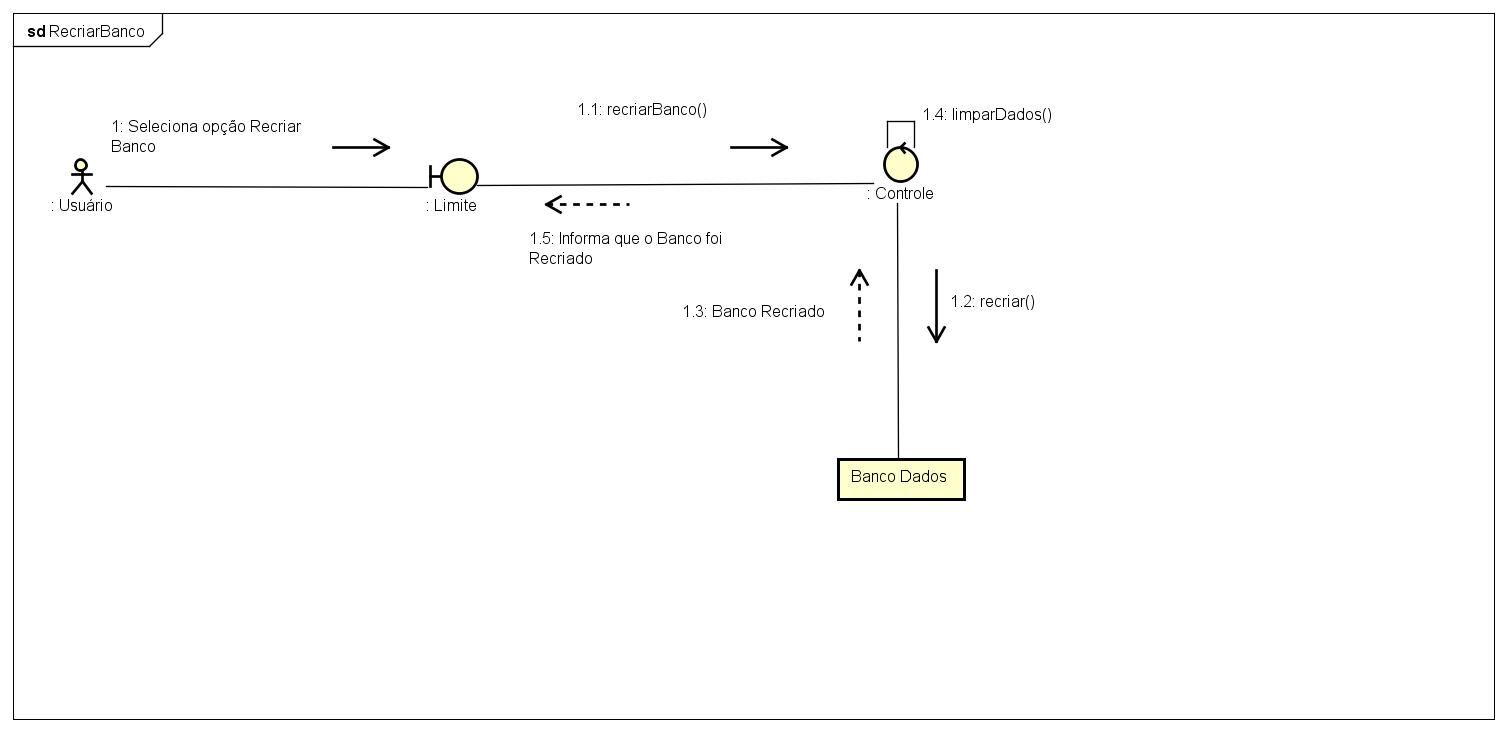 sd RecriarBanco
1.1: recriarBanco()
1.4: limparDados()
1: Seleciona opção Recriar
Banco
: Usuário
: Limite
: Controle
1.5: Informa que o Banco foi
Recriado
1.3: Banco Recriado
1.2: recriar()
Banco Dados